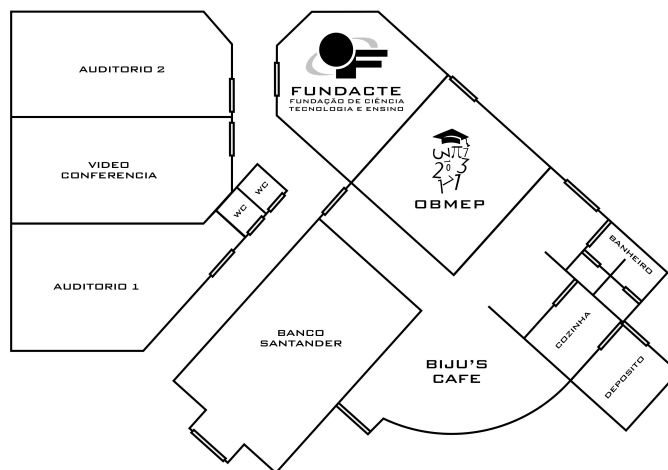 AUDITORIO 2
FUNDACTE
FUNDAÇÃO DE CIÊNCIA
TECNOLOGIA E ENSINO
VIDEO
CONFERENCIA
WC
WC
OBMEP
BANHEIRO
AUDITORIO 1
BANCO
SANTANDER
COZINHA
BIJU'S
CAFE
DEPOSITO